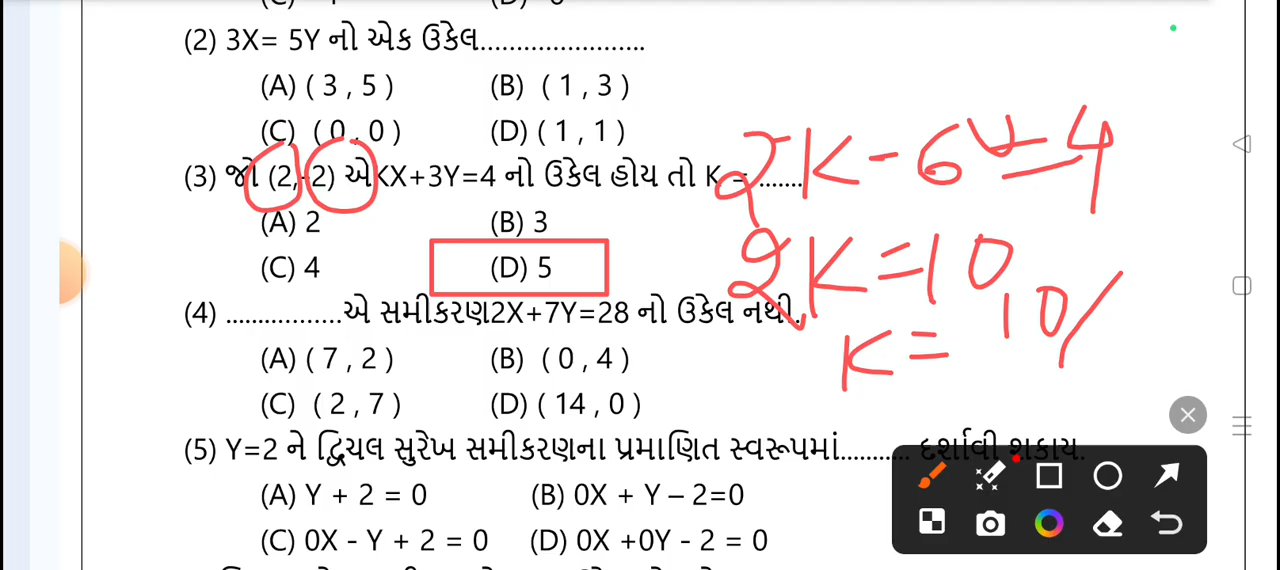 (2) 3X= 5Y નો એક ઉકેલ.......................
(A) ( 3 , 5 ) (B) ( 1 , 3 )
(C) ( 0 , 0 ) (D) ( 1 , 1 )
(3) જો (2,-2) એ KX+3Y=4 નો ઉકેલ હોય તો K = .......
(A) 2 (B) 3
(C) 4 (D) 5
(4) .................એ સમીકરણ2X+7Y=28 નો ઉકેલ નથી.
(A) ( 7 , 2 ) (B) ( 0 , 4 )
(C) ( 2 , 7 ) (D) ( 14 , 0 )
(5) Y=2 ને દ્વિચલ સુરેખ સમીકરણના પ્રમાણિત સ્વરૂપમાં.......... દર્શાવી શકાય.
(A) Y + 2 = 0 (B) 0X + Y – 2=0
(C) 0X - Y + 2 = 0 (D) 0X +0Y - 2 = 0
2K - 6 = 4
2K = 10
K = 10/